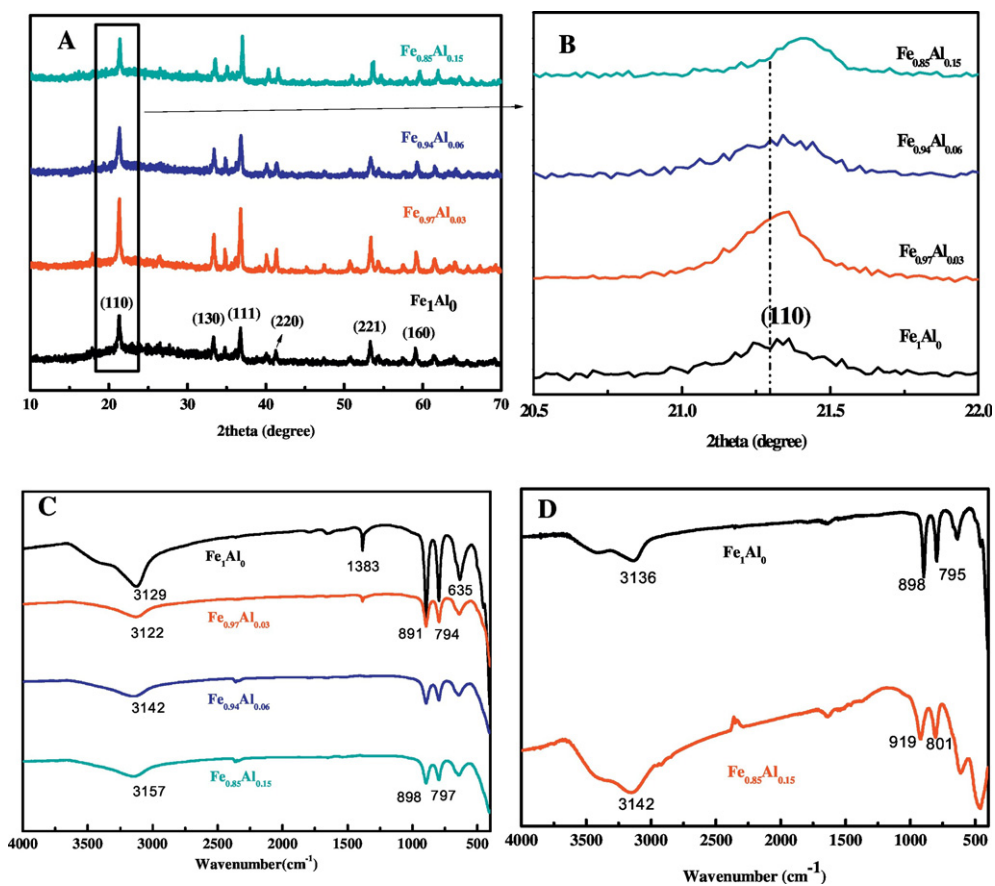 A
Fe0.85Al0.15
Fe0.94Al0.06
Fe0.97Al0.03
Fe1Al0
(110)
(130)
(111)
(220)
(221)
(160)
10 20 30 40 50 60 70
2theta (degree)
B
Fe0.85Al0.15
Fe0.94Al0.06
Fe0.97Al0.03
(110)
Fe1Al0
20.5 21.0 21.5 22.0
2theta (degree)
C
Fe1Al0
1383
3129
635
Fe0.97Al0.03
3122
891 794
Fe0.94Al0.06
3142
Fe0.85Al0.15
3157
898 797
4000 3500 3000 2500 2000 1500 1000 500
Wavenumber(cm-1)
D
Fe1Al0
3136
898 795
919 801
Fe0.85Al0.15
3142
4000 3500 3000 2500 2000 1500 1000 500
Wavenumber (cm-1)